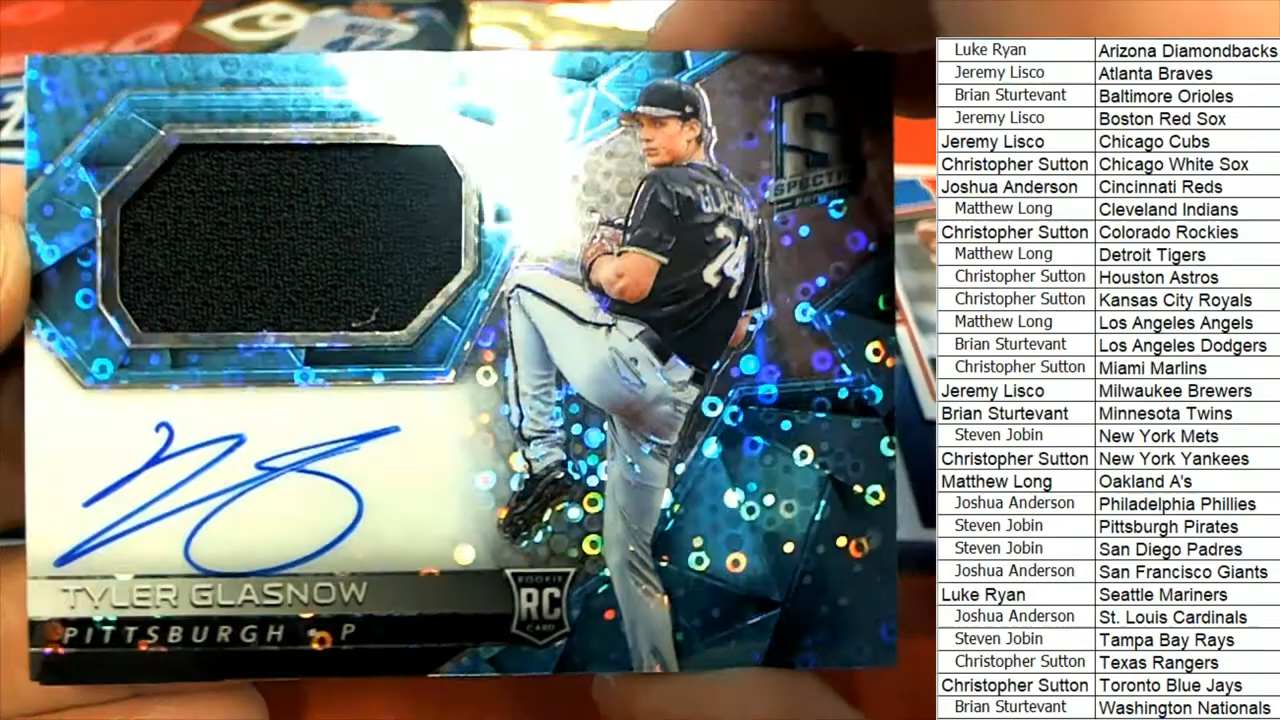 GLASNOW
24
SPECTRA
TYLER GLASNOW
PITTSBURGH P
ROOKIE
RC
CARD
Luke Ryan Arizona Diamondbacks
Jeremy Lisco Atlanta Braves
Brian Sturtevant Baltimore Orioles
Jeremy Lisco Boston Red Sox
Jeremy Lisco Chicago Cubs
Christopher Sutton Chicago White Sox
Joshua Anderson Cincinnati Reds
Matthew Long Cleveland Indians
Christopher Sutton Colorado Rockies
Matthew Long Detroit Tigers
Christopher Sutton Houston Astros
Christopher Sutton Kansas City Royals
Matthew Long Los Angeles Angels
Brian Sturtevant Los Angeles Dodgers
Christopher Sutton Miami Marlins
Jeremy Lisco Milwaukee Brewers
Brian Sturtevant Minnesota Twins
Steven Jobin New York Mets
Christopher Sutton New York Yankees
Matthew Long Oakland A's
Joshua Anderson Philadelphia Phillies
Steven Jobin Pittsburgh Pirates
Steven Jobin San Diego Padres
Joshua Anderson San Francisco Giants
Luke Ryan Seattle Mariners
Joshua Anderson St. Louis Cardinals
Steven Jobin Tampa Bay Rays
Christopher Sutton Texas Rangers
Christopher Sutton Toronto Blue Jays
Brian Sturtevant Washington Nationals